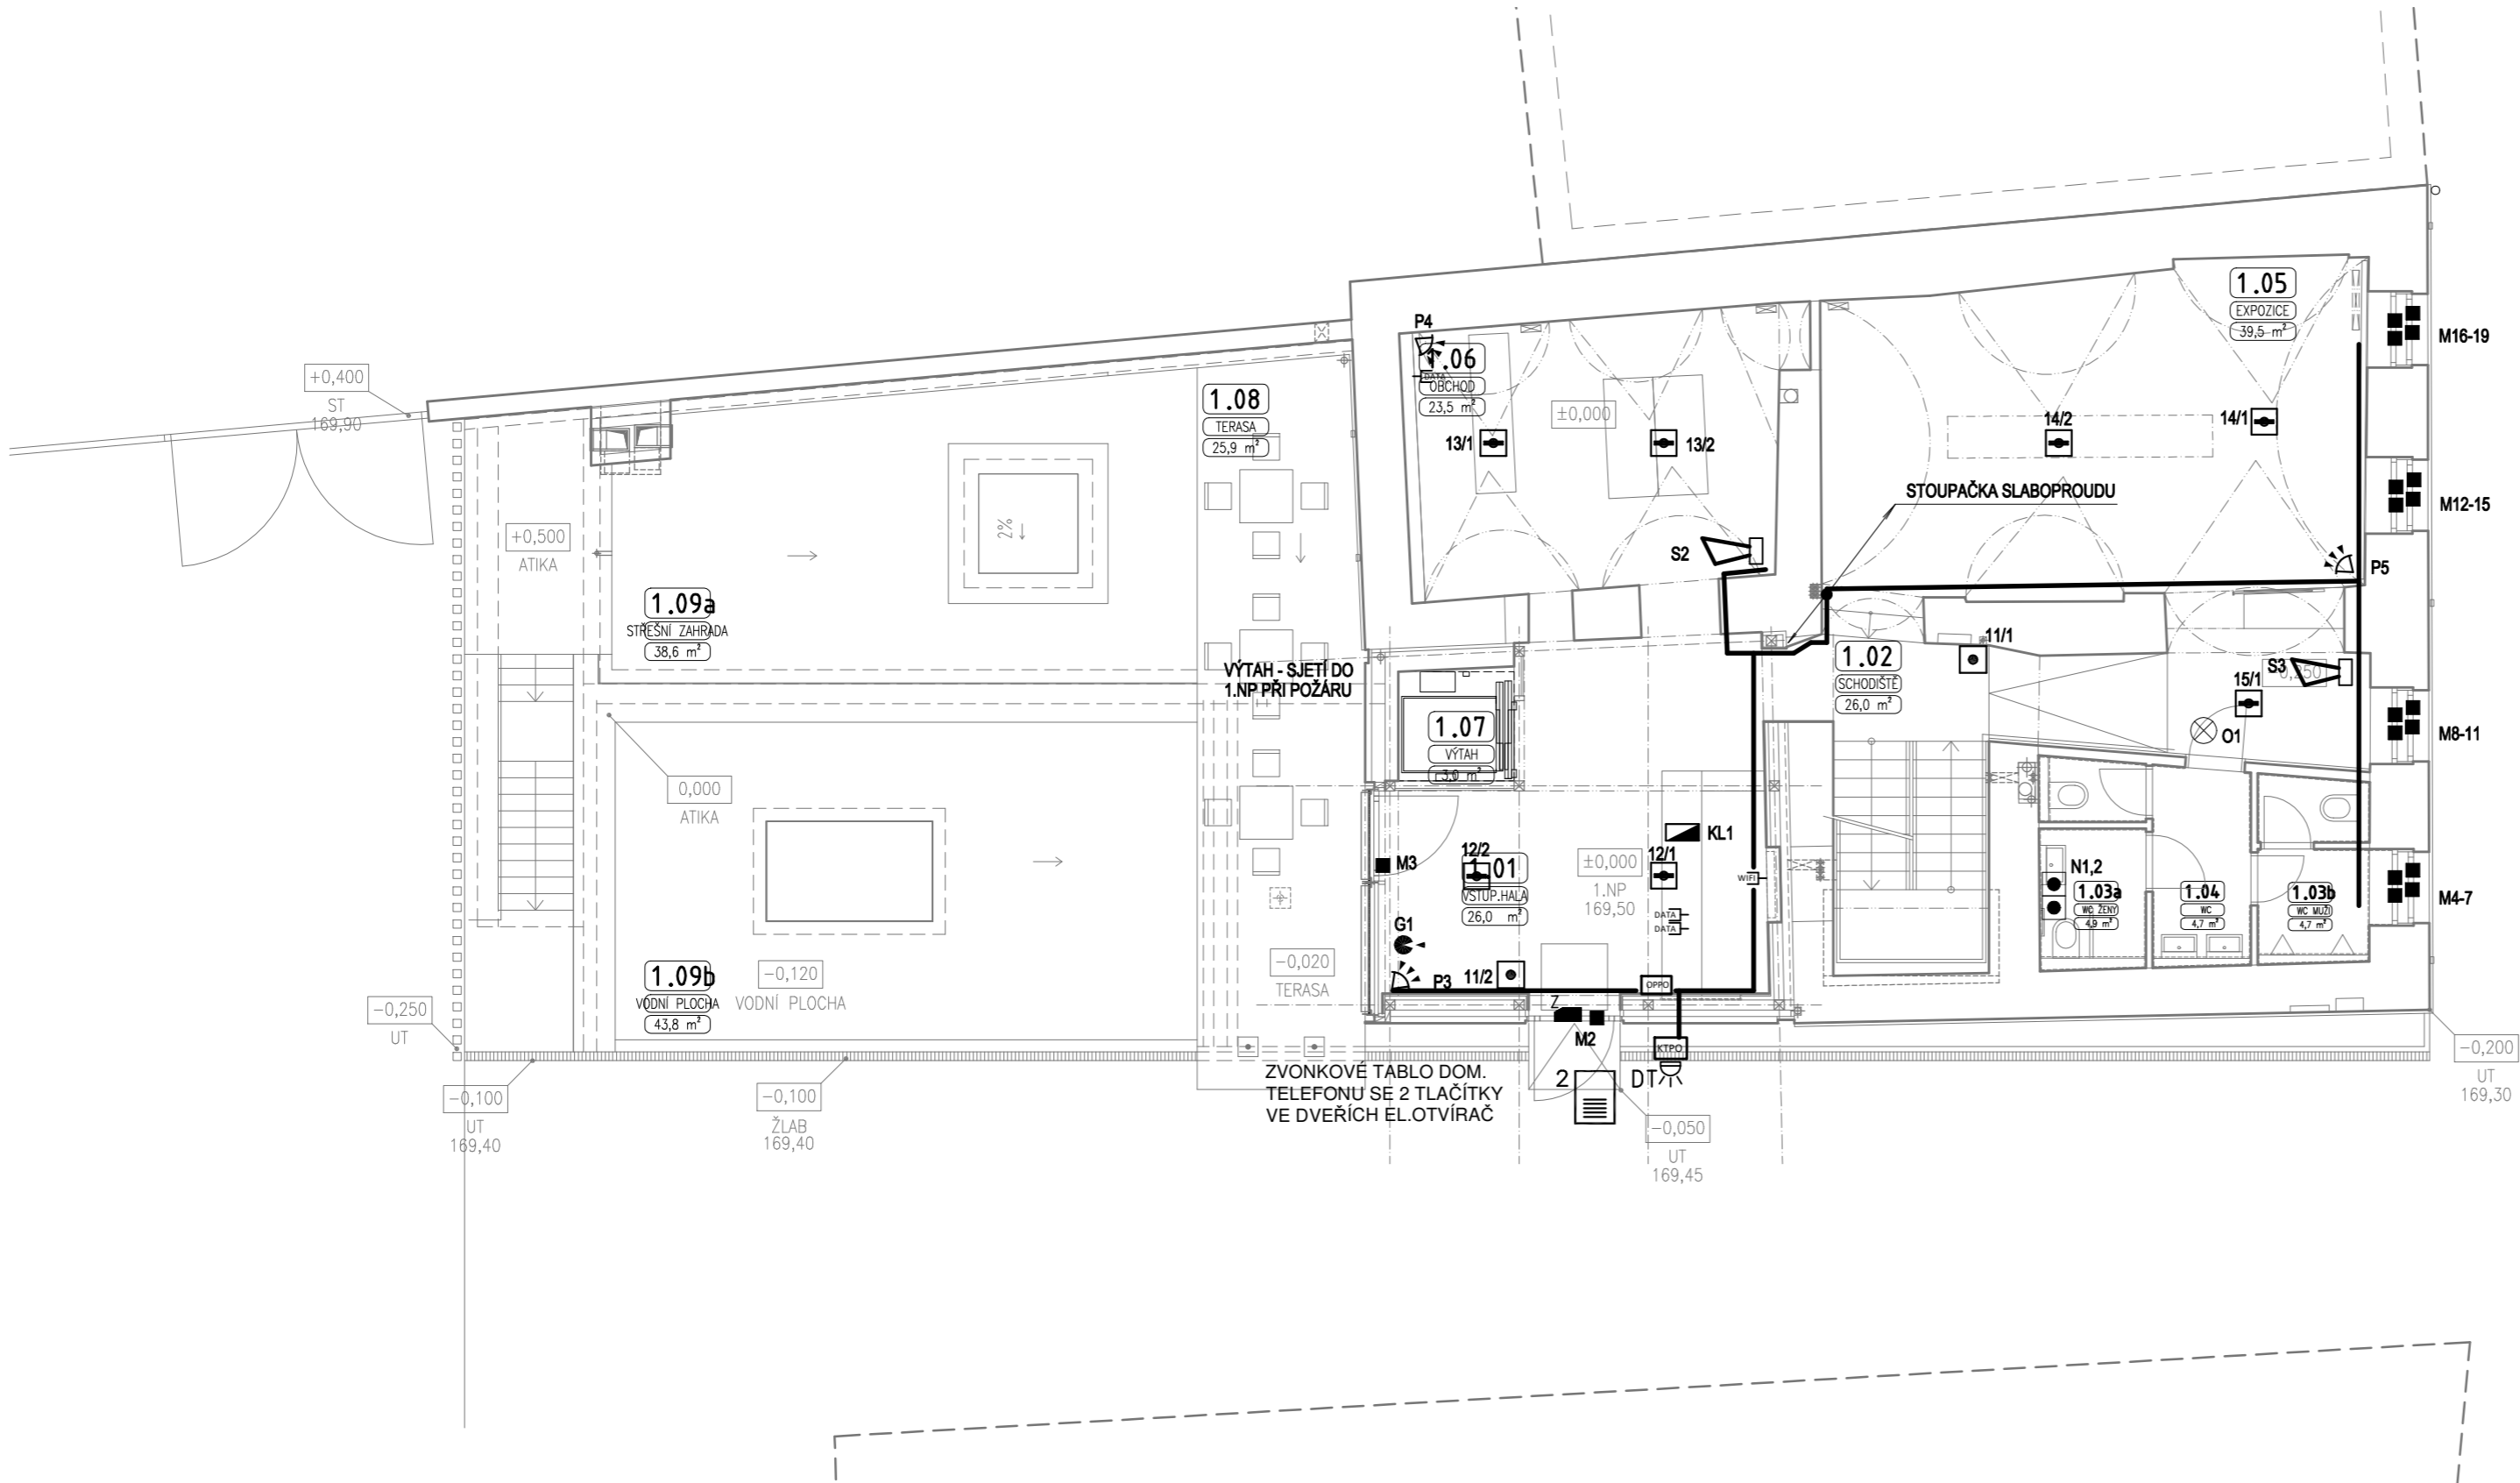 +0,400
ST
169,90
+0,500
ATIKA
1.09a
STŘEŠNÍ ZAHRADA
38,6 m²
2%
1.08
TERASA
25,9 m²
VÝTAH - SJETÍ DO
1.NP PŘI POŽÁRU
0,000
ATIKA
1.09b
VODNÍ PLOCHA
43,8 m²
-0,120
VODNÍ PLOCHA
-0,250
UT
-0,100
UT
169,40
-0,100
ŽLAB
169,40
-0,020
TERASA
P4
1.06
DATA
OBCHOD
23,5 m²
±0,000
13/1
13/2
S2
1.05
EXPOZICE
39,5 m²
14/2
14/1
STOUPAČKA SLABOPROUDU
P5
M16-19
M12-15
M8-11
M4-7
1.02
SCHODIŠTĚ
26,0 m²
11/1
S3
15/1
O1
1.07
VÝTAH
3,0 m²
KL1
M3
12/2
1.01
VSTUP.HALA
26,0 m²
±0,000
1.NP
169,50
12/1
WIFI
DATA
DATA
G1
P3
11/2
OPPO
Z
M2
KTPO
N1,2
1.03a
WC ŽENY
4,9 m²
1.04
WC
4,7 m²
1.03b
WC MUŽI
4,7 m²
ZVONKOVÉ TABLO DOM.
TELEFONU SE 2 TLAČÍTKY
VE DVEŘÍCH EL.OTVÍRAČ
2
DT
-0,050
UT
169,45
-0,200
UT
169,30